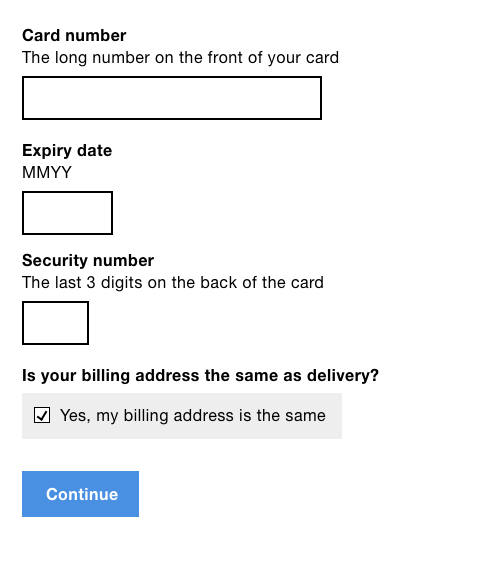 Card number
The long number on the front of your card
Expiry date
MMYY
Security number
The last 3 digits on the back of the card
Is your billing address the same as delivery?
Yes, my billing address is the same
Continue